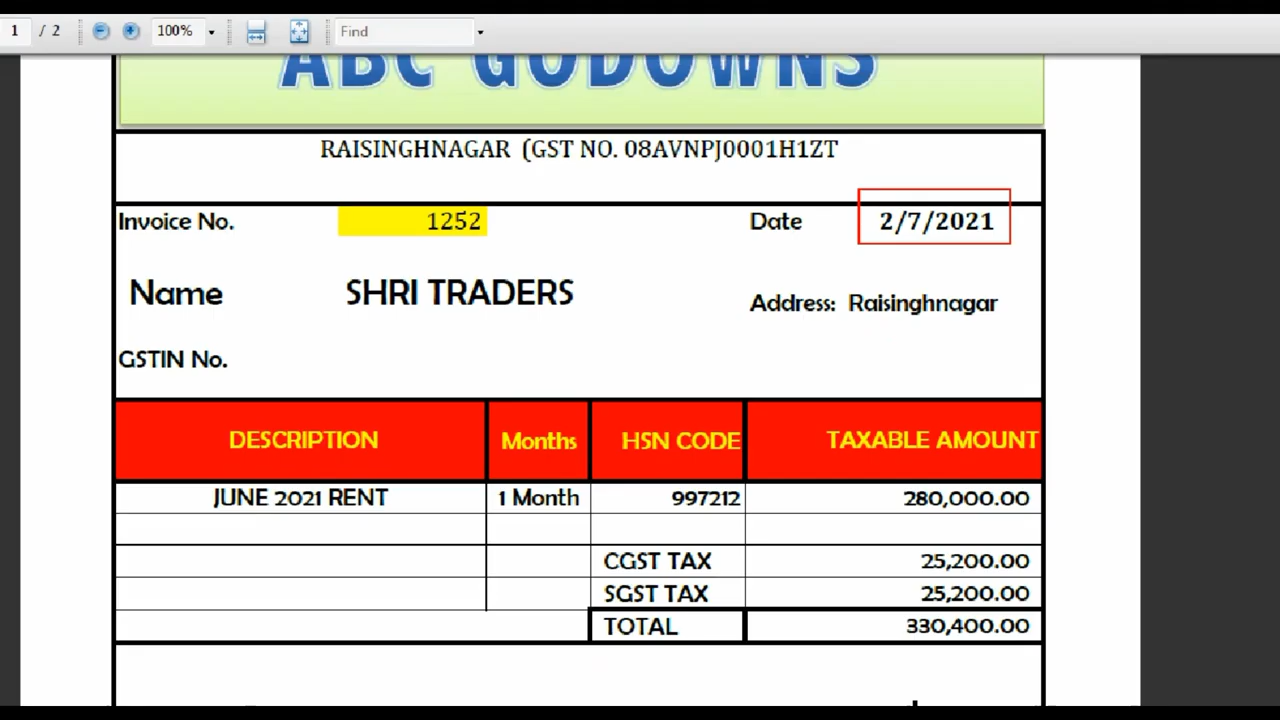 1 / 2 100% Find
ABC GODOWNS
RAISINGHNAGAR (GST NO. 08AVNPJ0001H1ZT
Invoice No. 1252 Date 2/7/2021
Name SHRI TRADERS Address: Raisinghnagar
GSTIN No.
DESCRIPTION Months HSN CODE TAXABLE AMOUNT
JUNE 2021 RENT 1 Month 997212 280,000.00
CGST TAX 25,200.00
SGST TAX 25,200.00
TOTAL 330,400.00